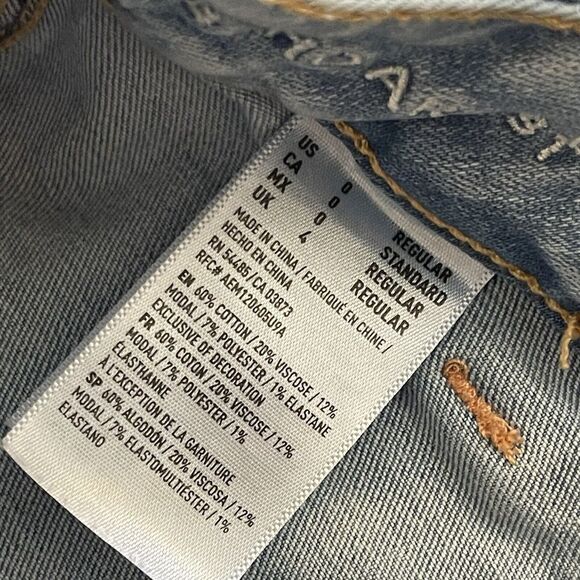 US 0 REGULAR
CA 0 STANDARD
MX 0 REGULAR
UK 4 REGULAR
MADE IN CHINA / FABRIQUÉ EN CHINE /
HECHO EN CHINA
RN 54485 / CA 03873
RFC# AEM120605U9A
EN 60% COTTON / 20% VISCOSE / 12%
MODAL / 7% POLYESTER / 1% ELASTANE
EXCLUSIVE OF DECORATION
FR 60% COTON / 20% VISCOSE / 12%
MODAL / 7% POLYESTER / 1%
ÉLASTHANNE
À L'EXCEPTION DE LA GARNITURE
SP 60% ALGODÓN / 20% VISCOSA / 12%
MODAL / 7% ELASTOMULTIESTER / 1%
ELASTANO